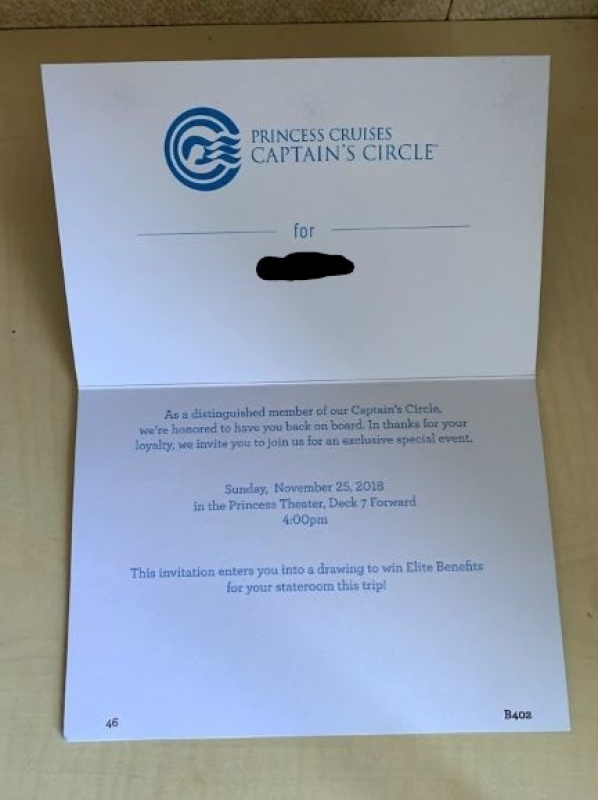 PRINCESS CRUISES
CAPTAIN'S CIRCLE™
for
As a distinguished member of our Captain's Circle,
we're honored to have you back on board. In thanks for your
loyalty, we invite you to join us for an exclusive special event.
Sunday, November 25, 2018
in the Princess Theater, Deck 7 Forward
4:00pm
This invitation enters you into a drawing to win Elite Benefits
for your stateroom this trip!
46
B402